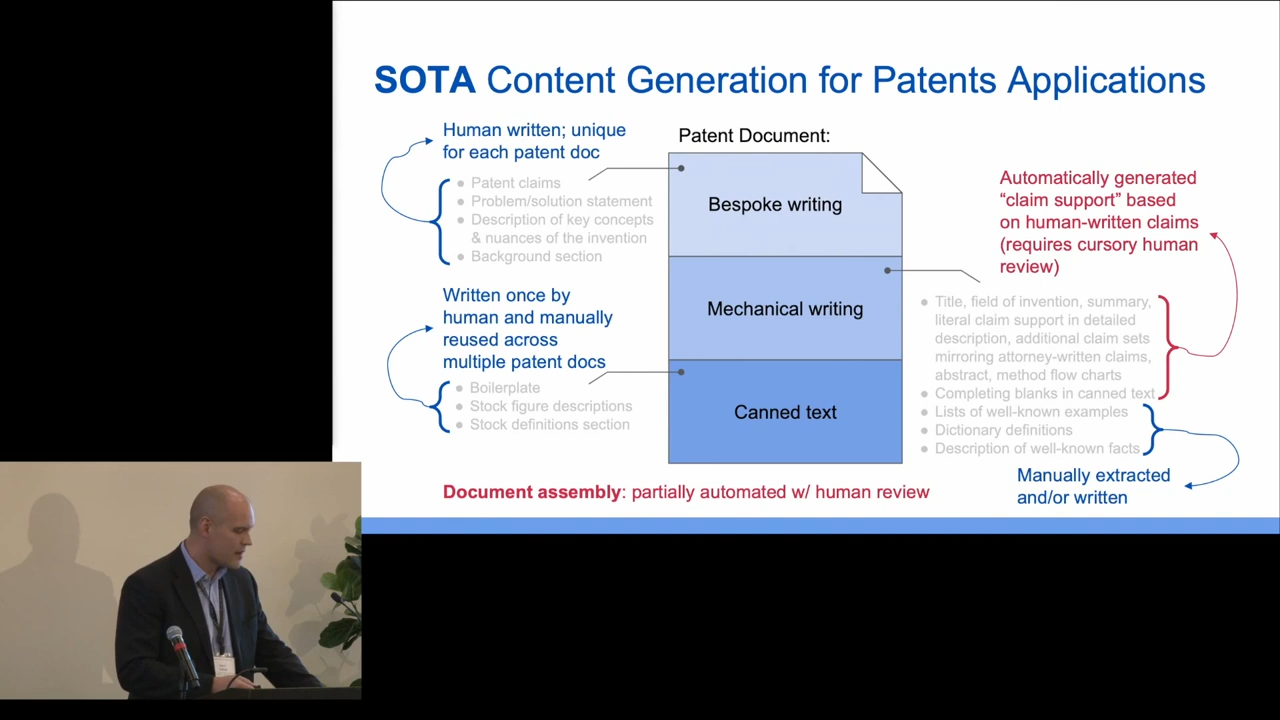 SOTA Content Generation for Patents Applications
Human written; unique
for each patent doc
• Patent claims
• Problem/solution statement
• Description of key concepts
& nuances of the invention
• Background section
Written once by
human and manually
reused across
multiple patent docs
• Boilerplate
• Stock figure descriptions
• Stock definitions section
Patent Document:
Bespoke writing
Mechanical writing
Canned text
Automatically generated
“claim support” based
on human-written claims
(requires cursory human
review)
• Title, field of invention, summary,
literal claim support in detailed
description, additional claim sets
mirroring attorney-written claims,
abstract, method flow charts
• Completing blanks in canned text
• Lists of well-known examples
• Dictionary definitions
• Description of well-known facts
Manually extracted
and/or written
Document assembly: partially automated w/ human review